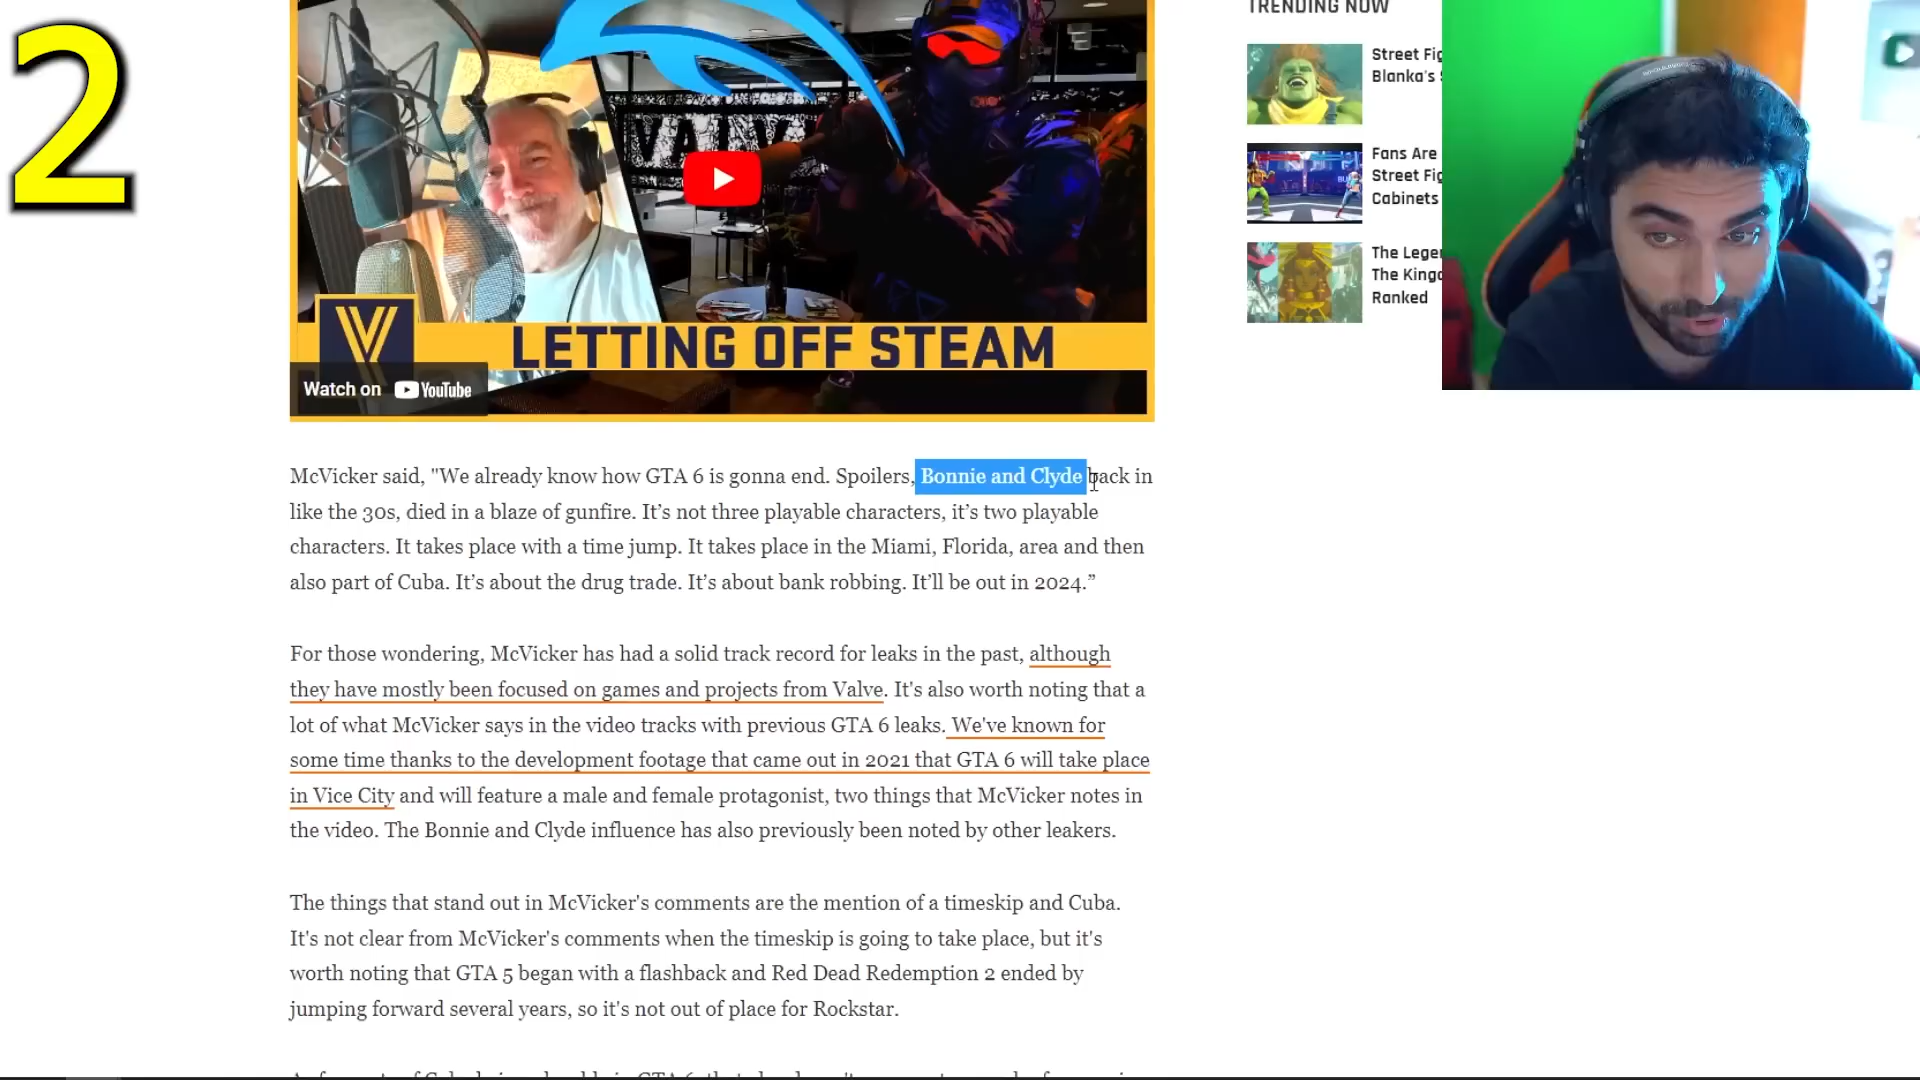 2
TRENDING NOW
Street Fig
Blanka's S
Fans Are
Street Fig
Cabinets
The Legen
The Kingd
Ranked
VALV
V
LETTING OFF STEAM
Watch on YouTube
McVicker said, "We already know how GTA 6 is gonna end. Spoilers, Bonnie and Clyde back in
like the 30s, died in a blaze of gunfire. It’s not three playable characters, it’s two playable
characters. It takes place with a time jump. It takes place in the Miami, Florida, area and then
also part of Cuba. It’s about the drug trade. It’s about bank robbing. It’ll be out in 2024.”
For those wondering, McVicker has had a solid track record for leaks in the past, although
they have mostly been focused on games and projects from Valve. It's also worth noting that a
lot of what McVicker says in the video tracks with previous GTA 6 leaks. We've known for
some time thanks to the development footage that came out in 2021 that GTA 6 will take place
in Vice City and will feature a male and female protagonist, two things that McVicker notes in
the video. The Bonnie and Clyde influence has also previously been noted by other leakers.
The things that stand out in McVicker's comments are the mention of a timeskip and Cuba.
It's not clear from McVicker's comments when the timeskip is going to take place, but it's
worth noting that GTA 5 began with a flashback and Red Dead Redemption 2 ended by
jumping forward several years, so it's not out of place for Rockstar.